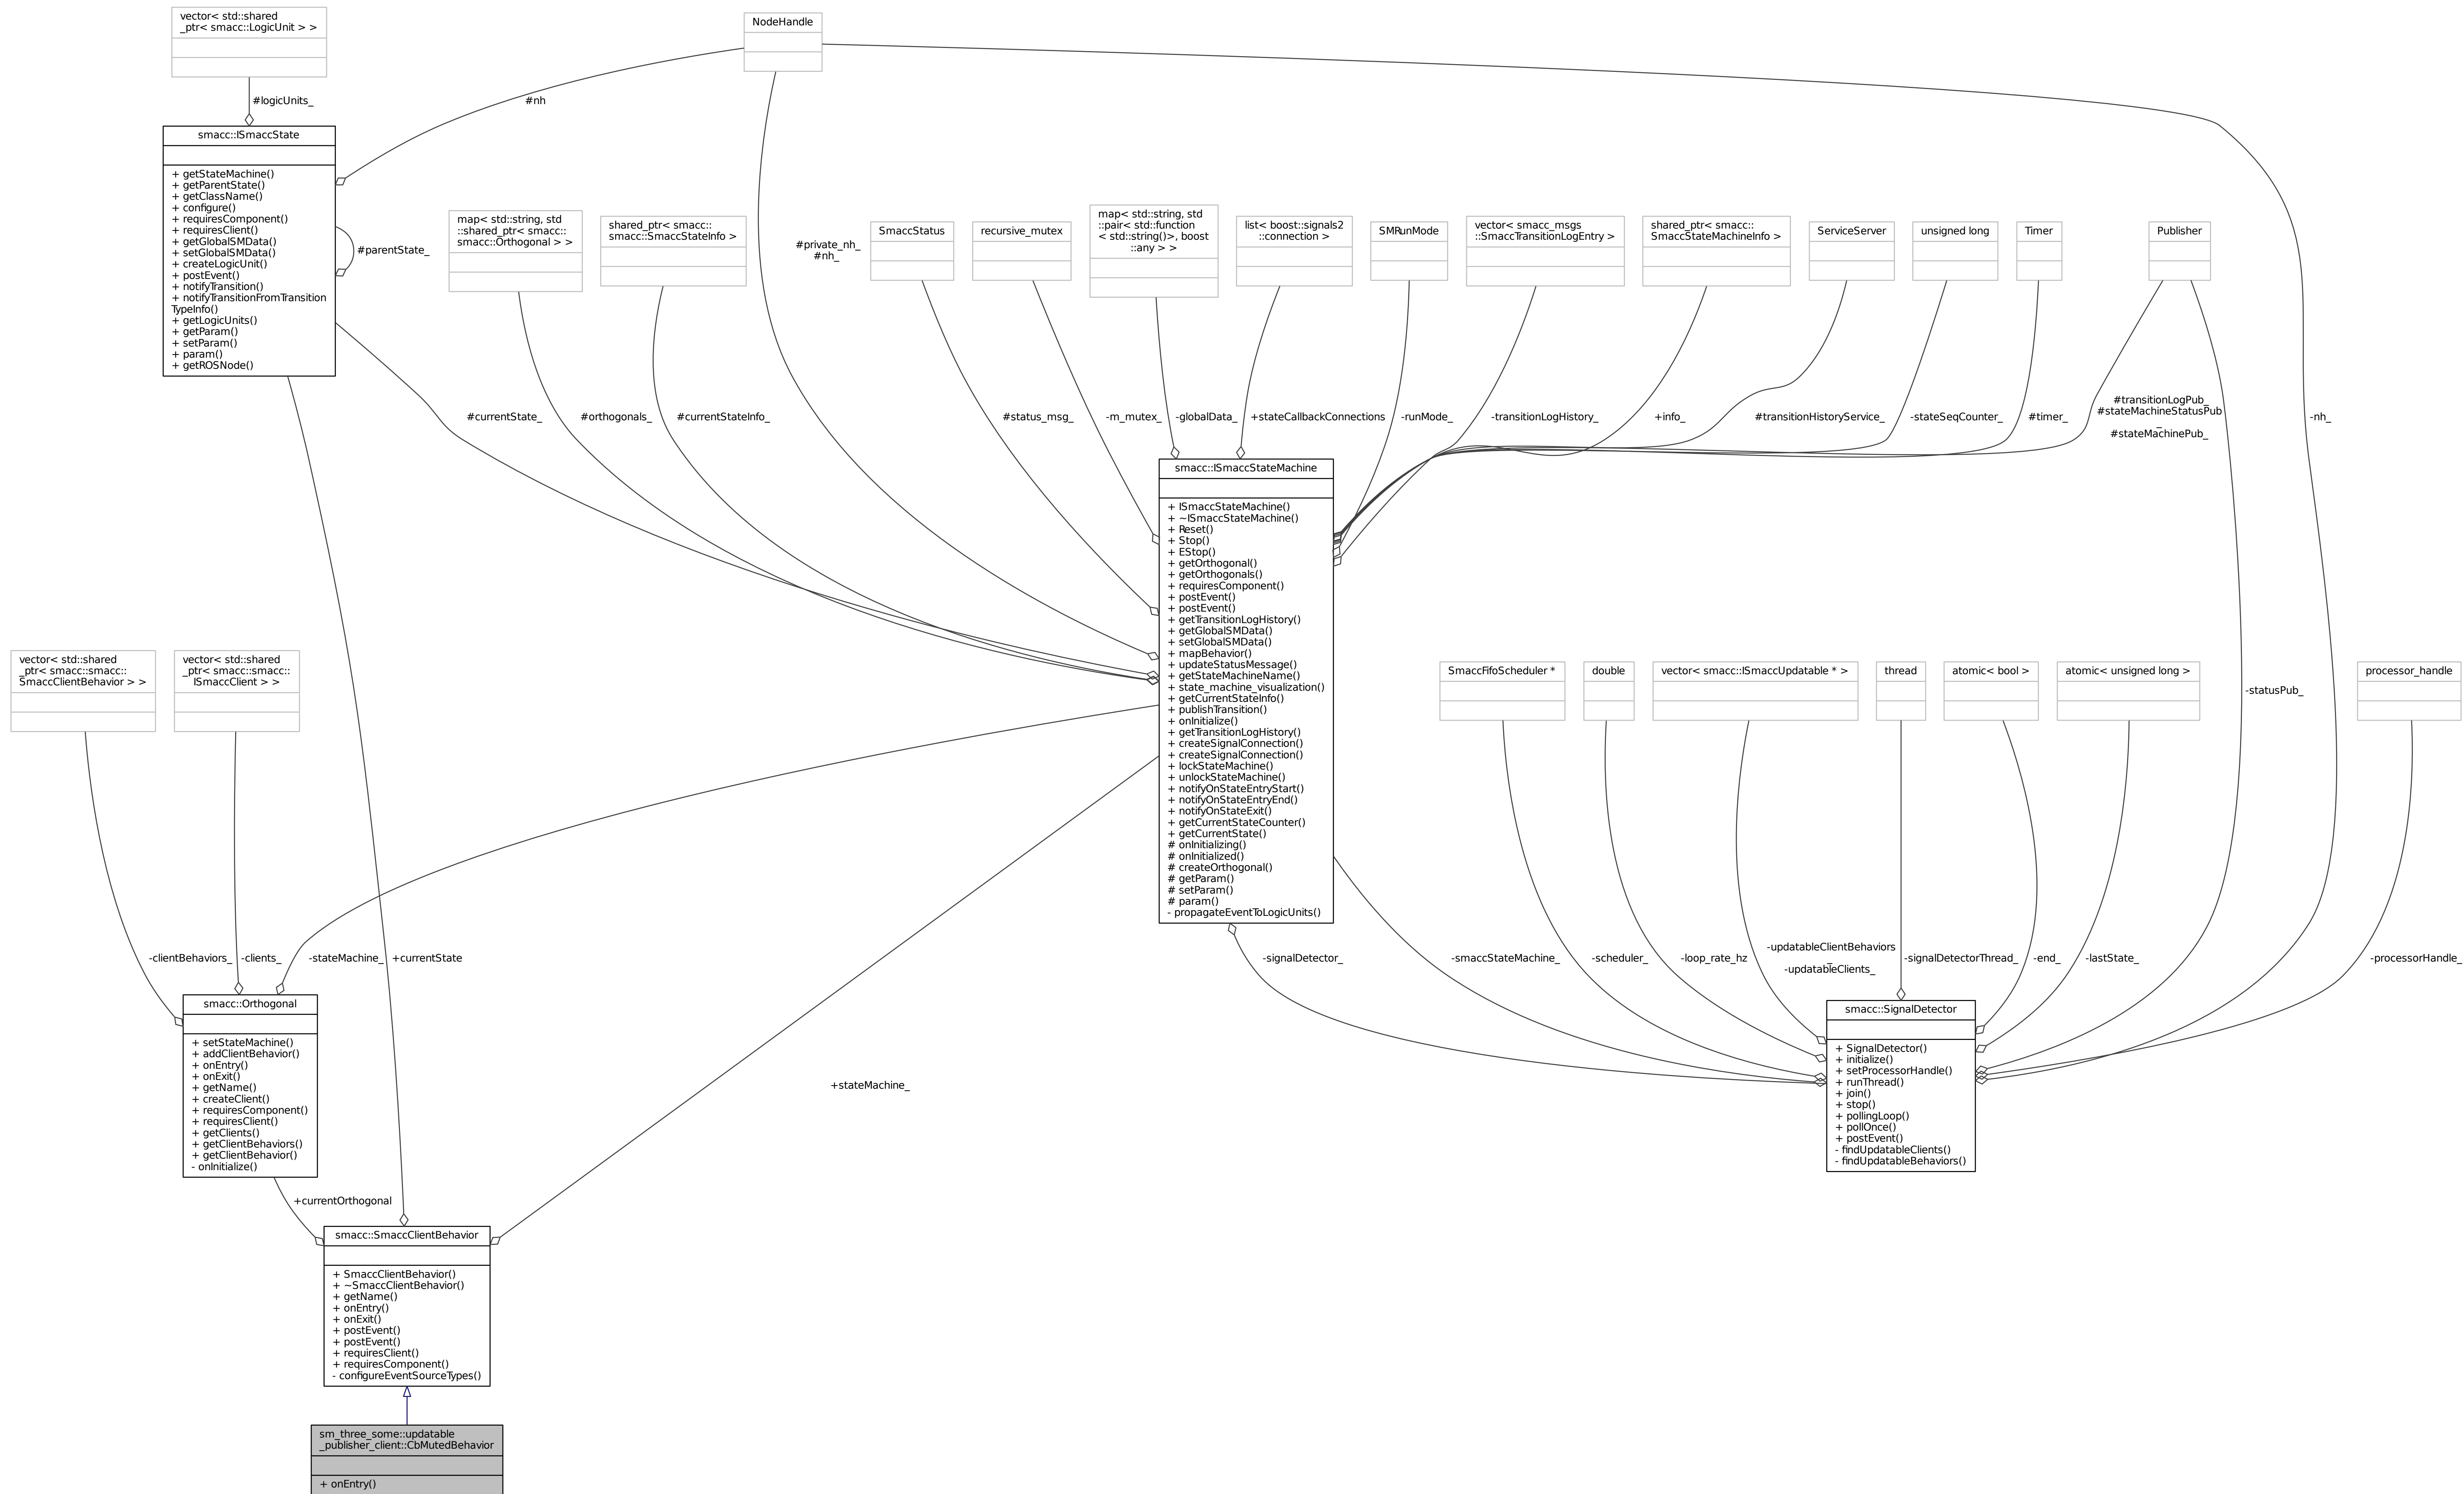 vector< std::shared
_ptr< smacc::LogicUnit > >
NodeHandle
#logicUnits_
#nh
smacc::ISmaccState
+ getStateMachine()
+ getParentState()
+ getClassName()
+ configure()
+ requiresComponent()
+ requiresClient()
+ getGlobalSMData()
+ setGlobalSMData()
+ createLogicUnit()
+ postEvent()
+ notifyTransition()
+ notifyTransitionFromTransition
TypeInfo()
+ getLogicUnits()
+ getParam()
+ setParam()
+ param()
+ getROSNode()
#parentState_
map< std::string, std
::shared_ptr< smacc::
smacc::Orthogonal > >
shared_ptr< smacc::
smacc::SmaccStateInfo >
#private_nh_
#nh_
SmaccStatus
recursive_mutex
map< std::string, std
::pair< std::function
< std::string()>, boost
::any > >
list< boost::signals2
::connection >
SMRunMode
vector< smacc_msgs
::SmaccTransitionLogEntry >
shared_ptr< smacc::
SmaccStateMachineInfo >
ServiceServer
unsigned long
Timer
Publisher
#currentState_
#orthogonals_
#currentStateInfo_
#status_msg_
-m_mutex_
-globalData_
+stateCallbackConnections
-runMode_
-transitionLogHistory_
+info_
#transitionHistoryService_
-stateSeqCounter_
#timer_
#transitionLogPub_
#stateMachineStatusPub
_
#stateMachinePub_
-nh_
smacc::ISmaccStateMachine
+ ISmaccStateMachine()
+ ~ISmaccStateMachine()
+ Reset()
+ Stop()
+ EStop()
+ getOrthogonal()
+ getOrthogonals()
+ requiresComponent()
+ postEvent()
+ postEvent()
+ getTransitionLogHistory()
+ getGlobalSMData()
+ setGlobalSMData()
+ mapBehavior()
+ updateStatusMessage()
+ getStateMachineName()
+ state_machine_visualization()
+ getCurrentStateInfo()
+ publishTransition()
+ onInitialize()
+ getTransitionLogHistory()
+ createSignalConnection()
+ createSignalConnection()
+ lockStateMachine()
+ unlockStateMachine()
+ notifyOnStateEntryStart()
+ notifyOnStateEntryEnd()
+ notifyOnStateExit()
+ getCurrentStateCounter()
+ getCurrentState()
# onInitializing()
# onInitialized()
# createOrthogonal()
# getParam()
# setParam()
# param()
- propagateEventToLogicUnits()
vector< std::shared
_ptr< smacc::smacc::
SmaccClientBehavior > >
vector< std::shared
_ptr< smacc::smacc::
ISmaccClient > >
SmaccFifoScheduler *
double
vector< smacc::ISmaccUpdatable * >
thread
atomic< bool >
atomic< unsigned long >
-statusPub_
processor_handle
-clientBehaviors_
-clients_
-stateMachine_
+currentState
-signalDetector_
-smaccStateMachine_
-scheduler_
-loop_rate_hz
-updatableClientBehaviors
_
-updatableClients_
-signalDetectorThread_
-end_
-lastState_
-processorHandle_
smacc::Orthogonal
+ setStateMachine()
+ addClientBehavior()
+ onEntry()
+ onExit()
+ getName()
+ createClient()
+ requiresComponent()
+ requiresClient()
+ getClients()
+ getClientBehaviors()
+ getClientBehavior()
- onInitialize()
smacc::SignalDetector
+ SignalDetector()
+ initialize()
+ setProcessorHandle()
+ runThread()
+ join()
+ stop()
+ pollingLoop()
+ pollOnce()
+ postEvent()
- findUpdatableClients()
- findUpdatableBehaviors()
+stateMachine_
+currentOrthogonal
smacc::SmaccClientBehavior
+ SmaccClientBehavior()
+ ~SmaccClientBehavior()
+ getName()
+ onEntry()
+ onExit()
+ postEvent()
+ postEvent()
+ requiresClient()
+ requiresComponent()
- configureEventSourceTypes()
sm_three_some::updatable
_publisher_client::CbMutedBehavior
+ onEntry()